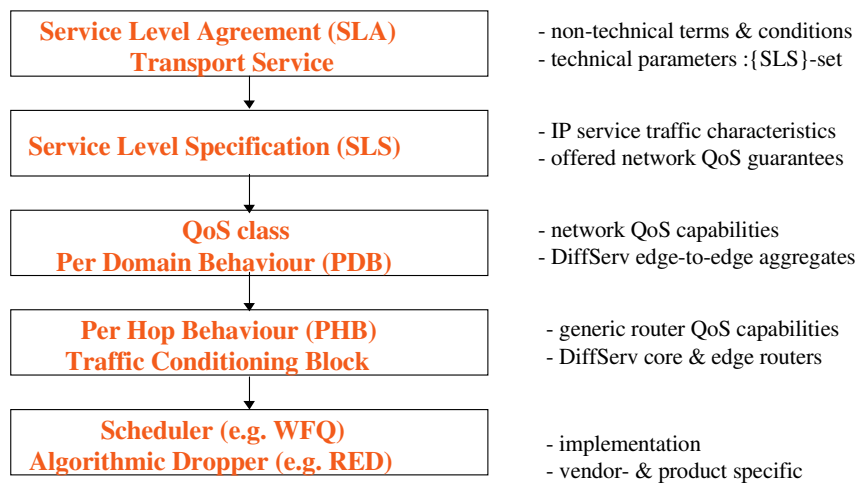 Service Level Agreement (SLA)
Transport Service
- non-technical terms & conditions
- technical parameters :{SLS}-set
Service Level Specification (SLS)
- IP service traffic characteristics
- offered network QoS guarantees
QoS class
Per Domain Behaviour (PDB)
- network QoS capabilities
- DiffServ edge-to-edge aggregates
Per Hop Behaviour (PHB)
Traffic Conditioning Block
- generic router QoS capabilities
- DiffServ core & edge routers
Scheduler (e.g. WFQ)
Algorithmic Dropper (e.g. RED)
- implementation
- vendor- & product specific